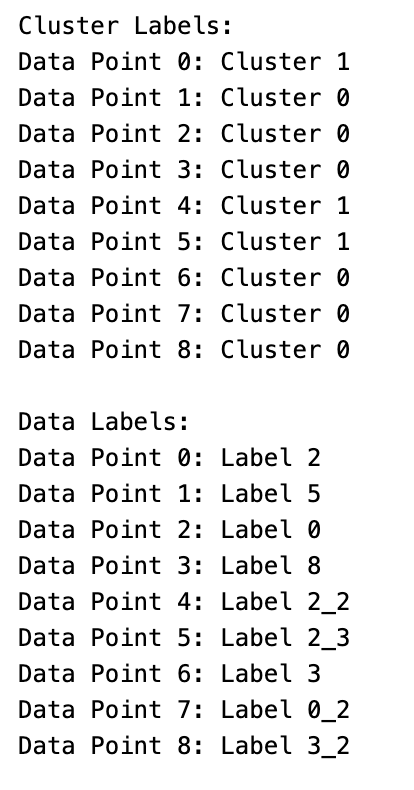 Cluster Labels:
Data Point 0: Cluster 1
Data Point 1: Cluster 0
Data Point 2: Cluster 0
Data Point 3: Cluster 0
Data Point 4: Cluster 1
Data Point 5: Cluster 1
Data Point 6: Cluster 0
Data Point 7: Cluster 0
Data Point 8: Cluster 0

Data Labels:
Data Point 0: Label 2
Data Point 1: Label 5
Data Point 2: Label 0
Data Point 3: Label 8
Data Point 4: Label 2_2
Data Point 5: Label 2_3
Data Point 6: Label 3
Data Point 7: Label 0_2
Data Point 8: Label 3_2